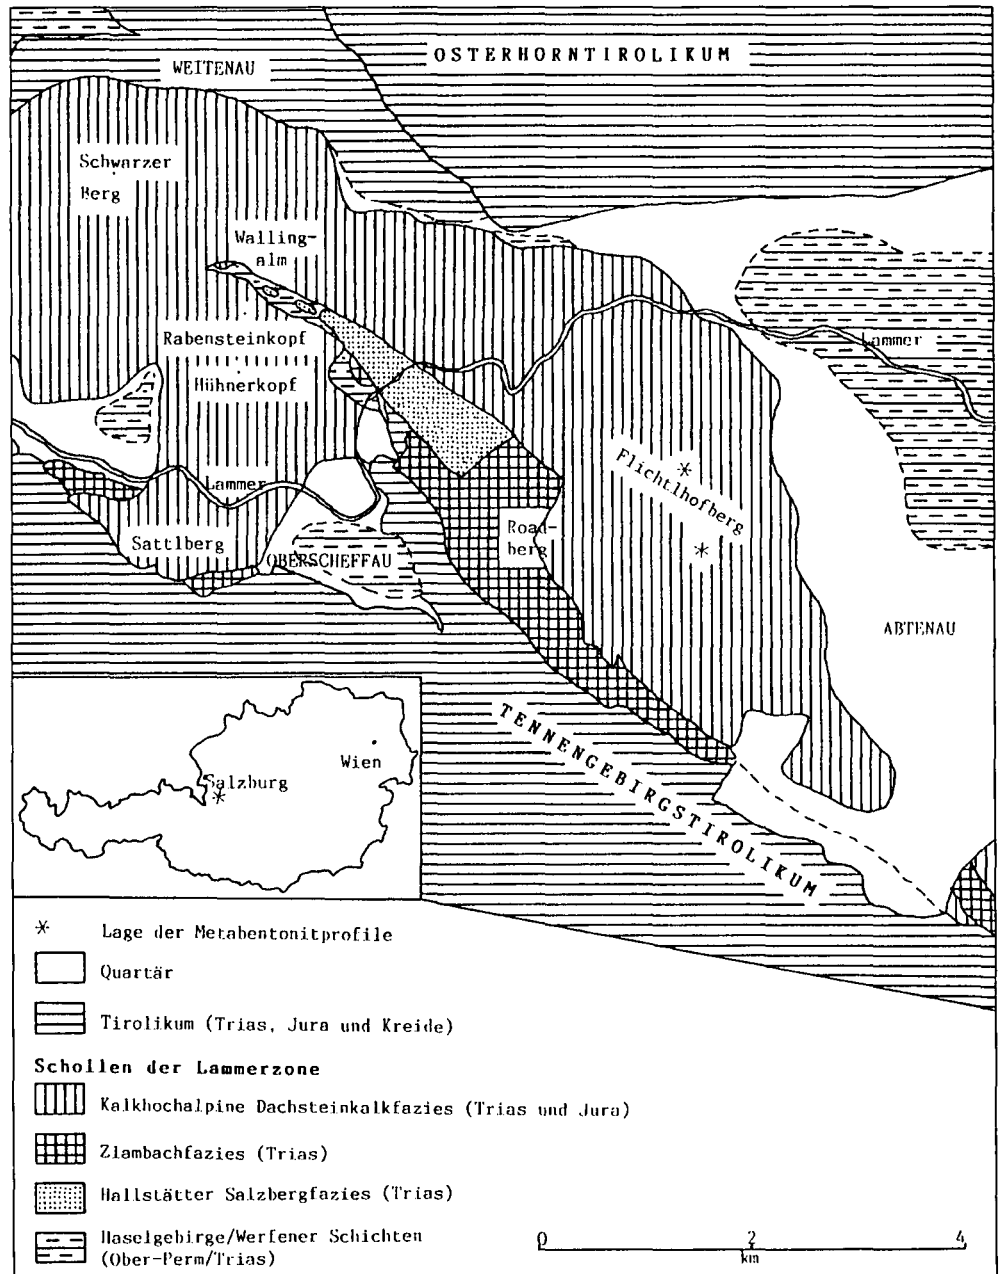 OSTERHORNTIROLIKUM
WEITENAU
Schwarzer
Berg
Walling-
alm
Rabensteinkopf
Hühnerkopf
Lammer
Lammer
Flichtlhofberg
Road-
berg
Sattlberg
OBERSCHEFFAU
ABTENAU
TENNENGEBIRGSTIROLIKUM
Wien
Salzburg
Lage der Metabentonitprofile
Quartär
Tirolikum (Trias, Jura und Kreide)
Schollen der Lammerzone
Kalkhochalpine Dachsteinkalkfazies (Trias und Jura)
Zlambachfazies (Trias)
Hallstätter Salzbergfazies (Trias)
Haselgebirge/Werfener Schichten
(Ober-Perm/Trias)
0 2 4
km